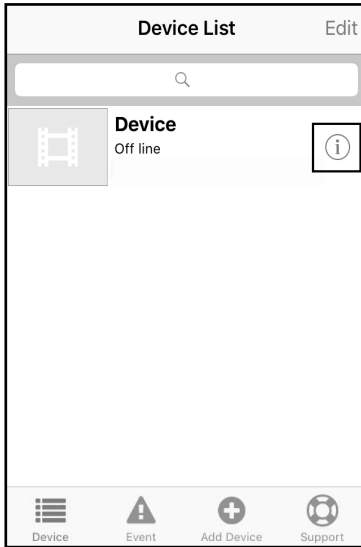 Device List
Edit
Device
Off line
i
Device
Event
Add Device
Support